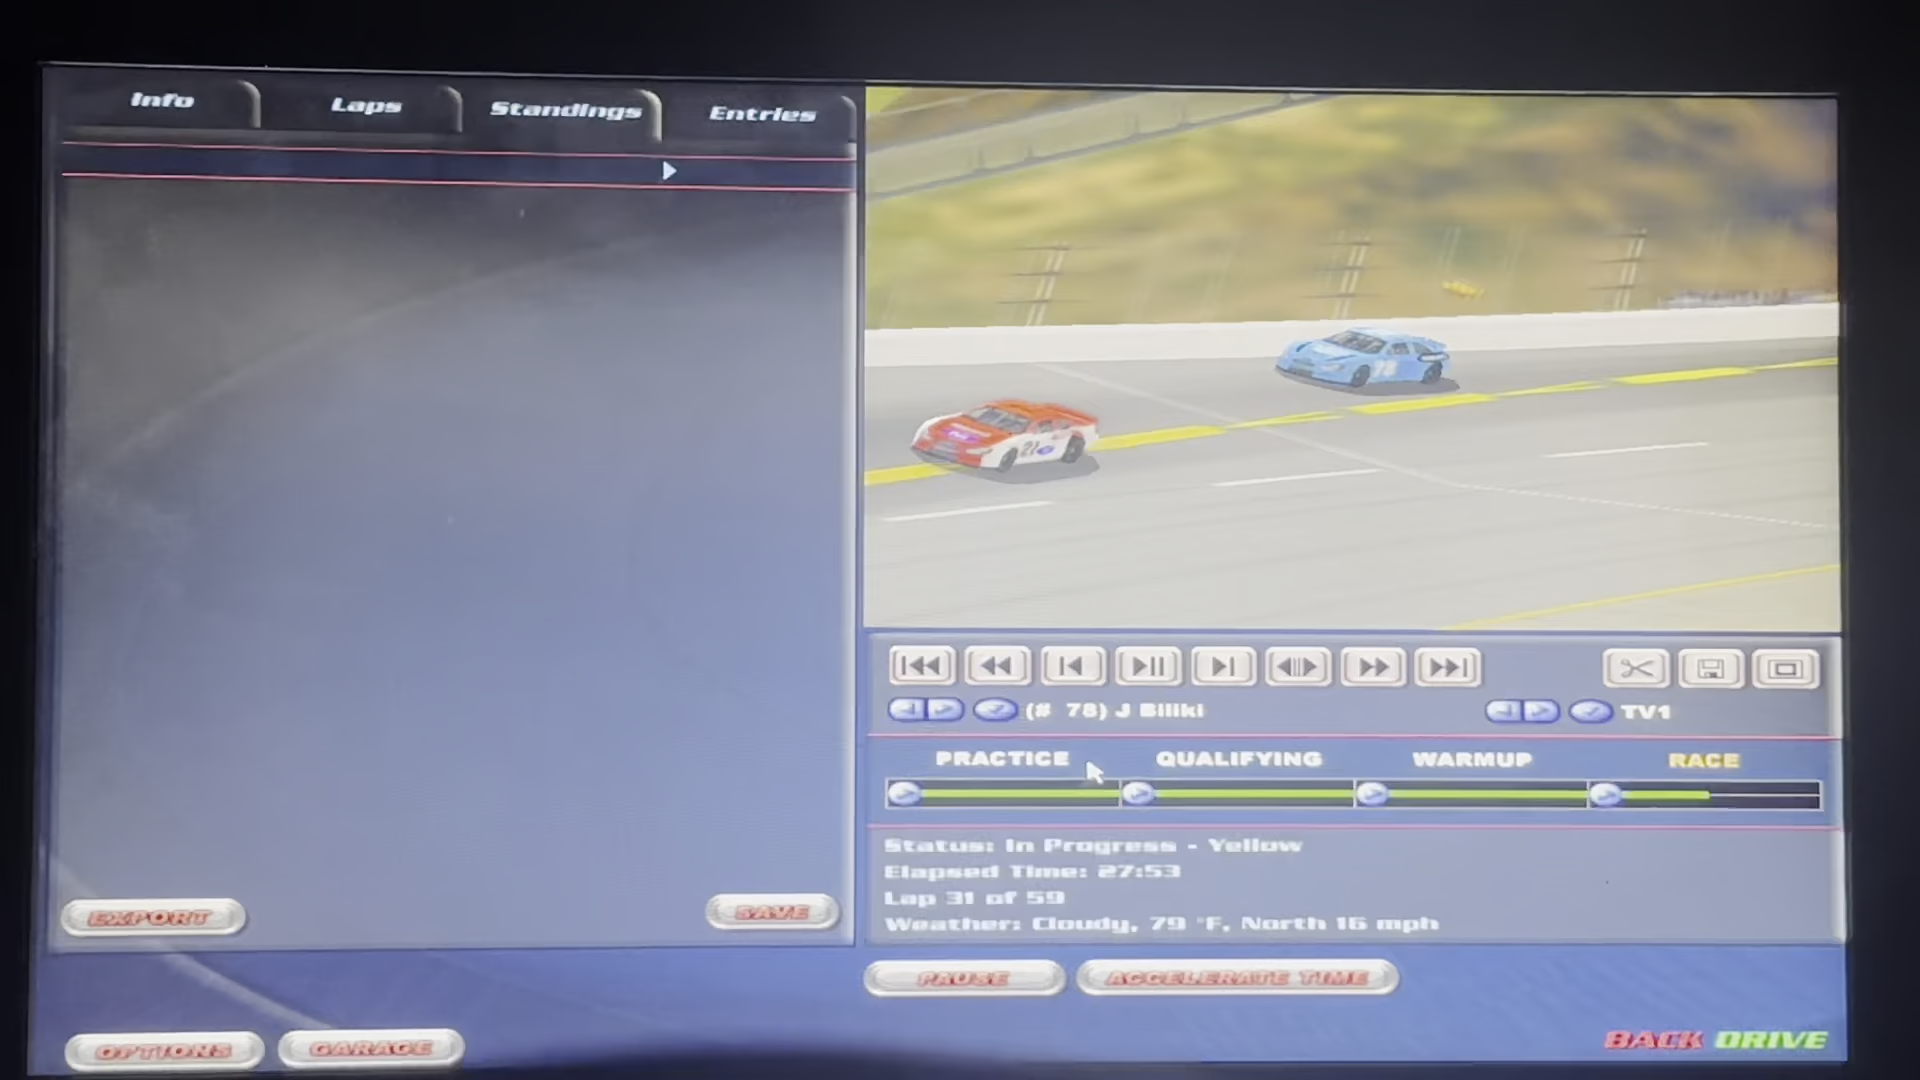 Info Laps Standings Entries
21
78
(# 78) J Biliki TV1
PRACTICE QUALIFYING WARMUP RACE
Status: In Progress - Yellow
Elapsed Time: 27:53
Lap 31 of 59
Weather: Cloudy, 79 °F, North 16 mph
EXPORT SAVE
PAUSE ACCELERATE TIME
OPTIONS GARAGE
BACK DRIVE